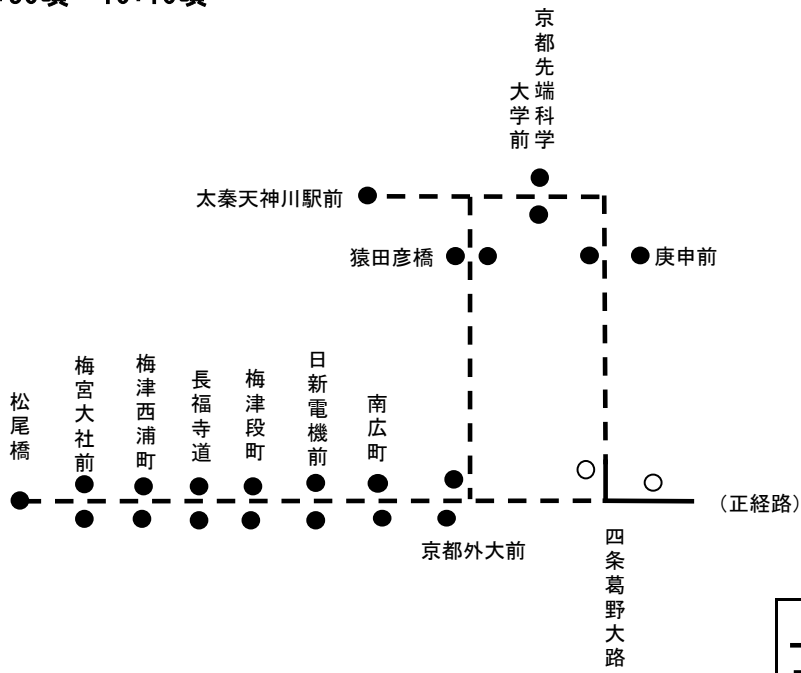 京都先端科学
大学前
太秦天神川駅前
猿田彦橋
庚申前
松尾橋
梅宮大社前
梅津西浦町
長福寺道
梅津段町
日新電機前
南広町
京都外大前
(正経路)
四条葛野大路